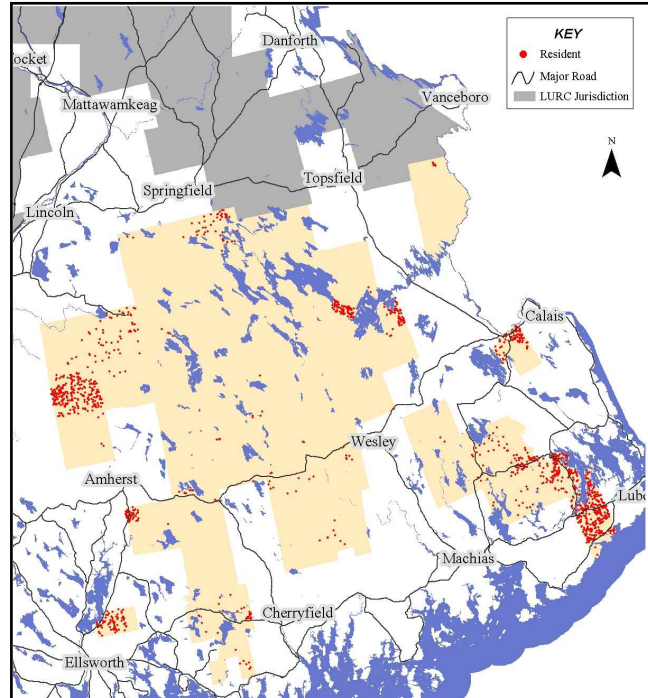 KEY
Resident
Major Road
LURC Jurisdiction
N
Danforth
ocket
Mattawamkeag
Vanceboro
Springfield
Topsfield
Lincoln
Calais
Wesley
Amherst
Lubec
Machias
Cherryfield
Ellsworth